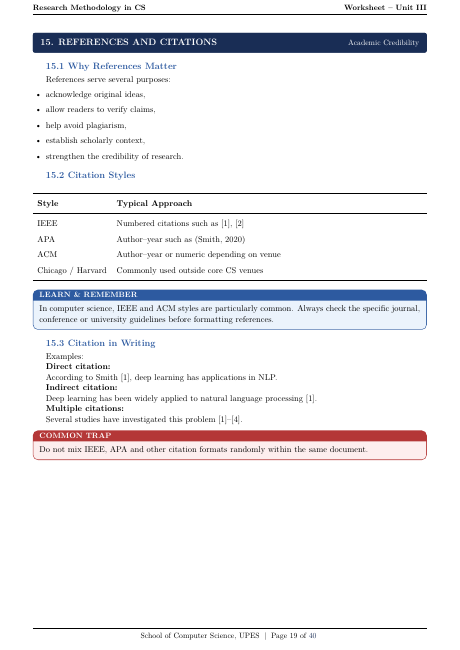 Research Methodology in CS Worksheet – Unit III
15. REFERENCES AND CITATIONS Academic Credibility
15.1 Why References Matter
References serve several purposes:
• acknowledge original ideas,
• allow readers to verify claims,
• help avoid plagiarism,
• establish scholarly context,
• strengthen the credibility of research.
15.2 Citation Styles
Style Typical Approach
IEEE Numbered citations such as [1], [2]
APA Author–year such as (Smith, 2020)
ACM Author–year or numeric depending on venue
Chicago / Harvard Commonly used outside core CS venues
LEARN & REMEMBER
In computer science, IEEE and ACM styles are particularly common. Always check the specific journal,
conference or university guidelines before formatting references.
15.3 Citation in Writing
Examples:
Direct citation:
According to Smith [1], deep learning has applications in NLP.
Indirect citation:
Deep learning has been widely applied to natural language processing [1].
Multiple citations:
Several studies have investigated this problem [1]–[4].
COMMON TRAP
Do not mix IEEE, APA and other citation formats randomly within the same document.
School of Computer Science, UPES | Page 19 of 40